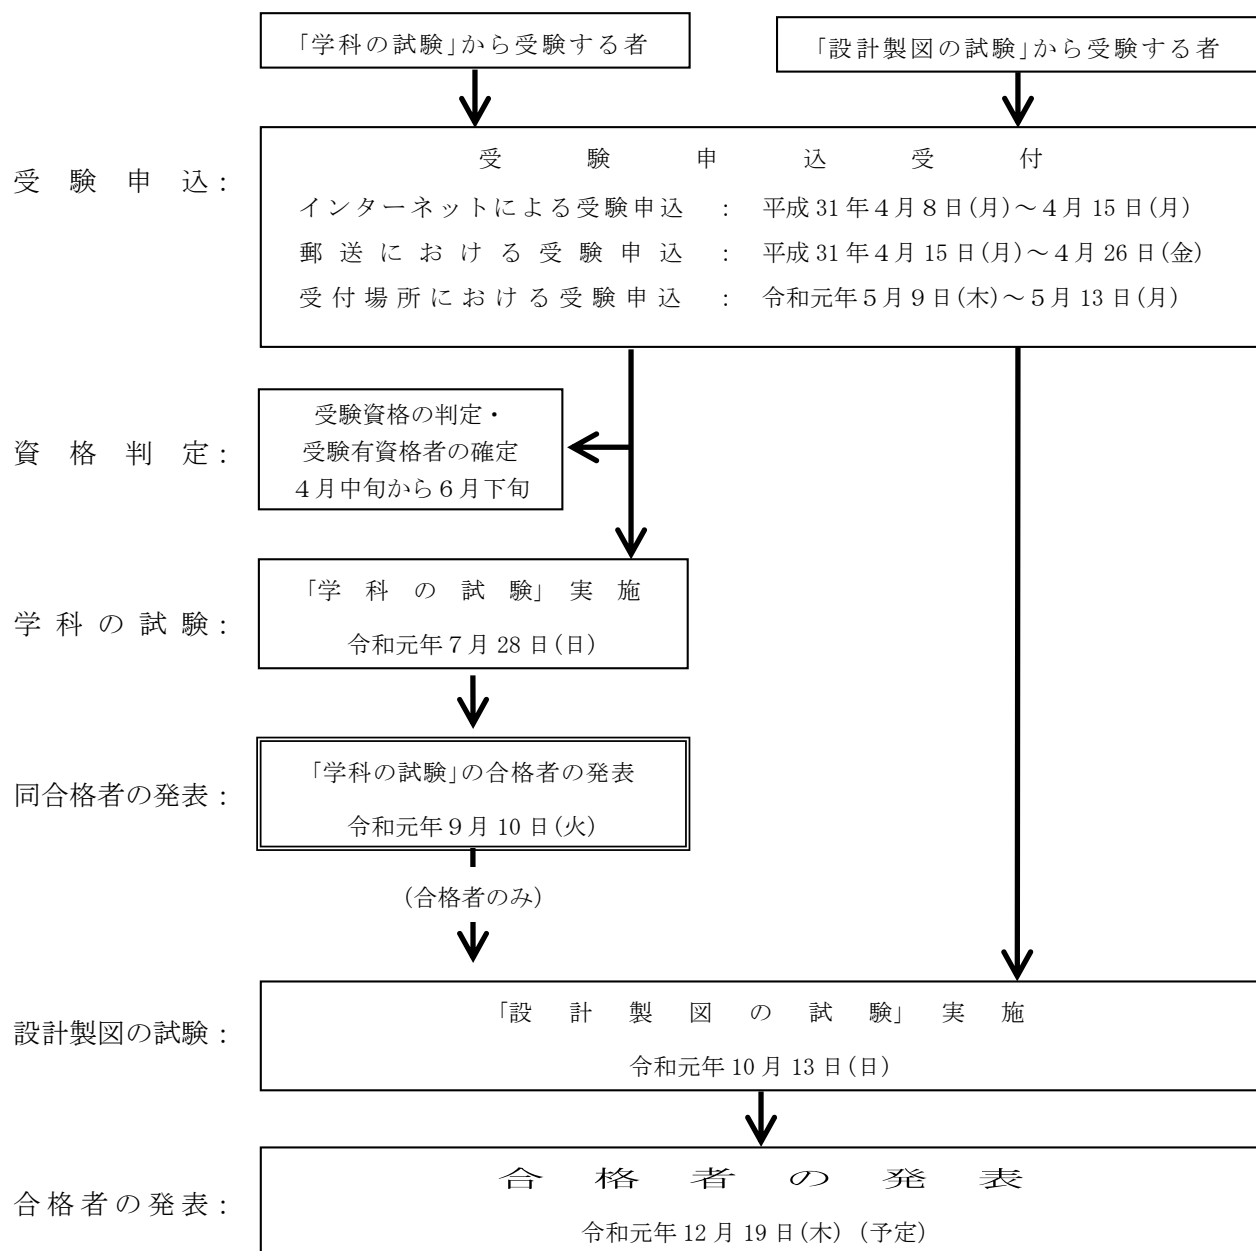 「学科の試験」から受験する者
「設計製図の試験」から受験する者
受験申込：
受験申込受付
インターネットによる受験申込 ： 平成31年４月８日(月)～４月15日(月)
郵送における受験申込 ： 平成31年４月15日(月)～４月26日(金)
受付場所における受験申込 ： 令和元年５月９日(木)～５月13日(月)
資格判定：
受験資格の判定・
受験有資格者の確定
４月中旬から６月下旬
学科の試験：
「学科の試験」実施
令和元年７月28日(日)
同合格者の発表：
「学科の試験」の合格者の発表
令和元年９月10日(火)
(合格者のみ)
設計製図の試験：
「設計製図の試験」実施
令和元年10月13日(日)
合格者の発表：
合格者の発表
令和元年12月19日(木) (予定)